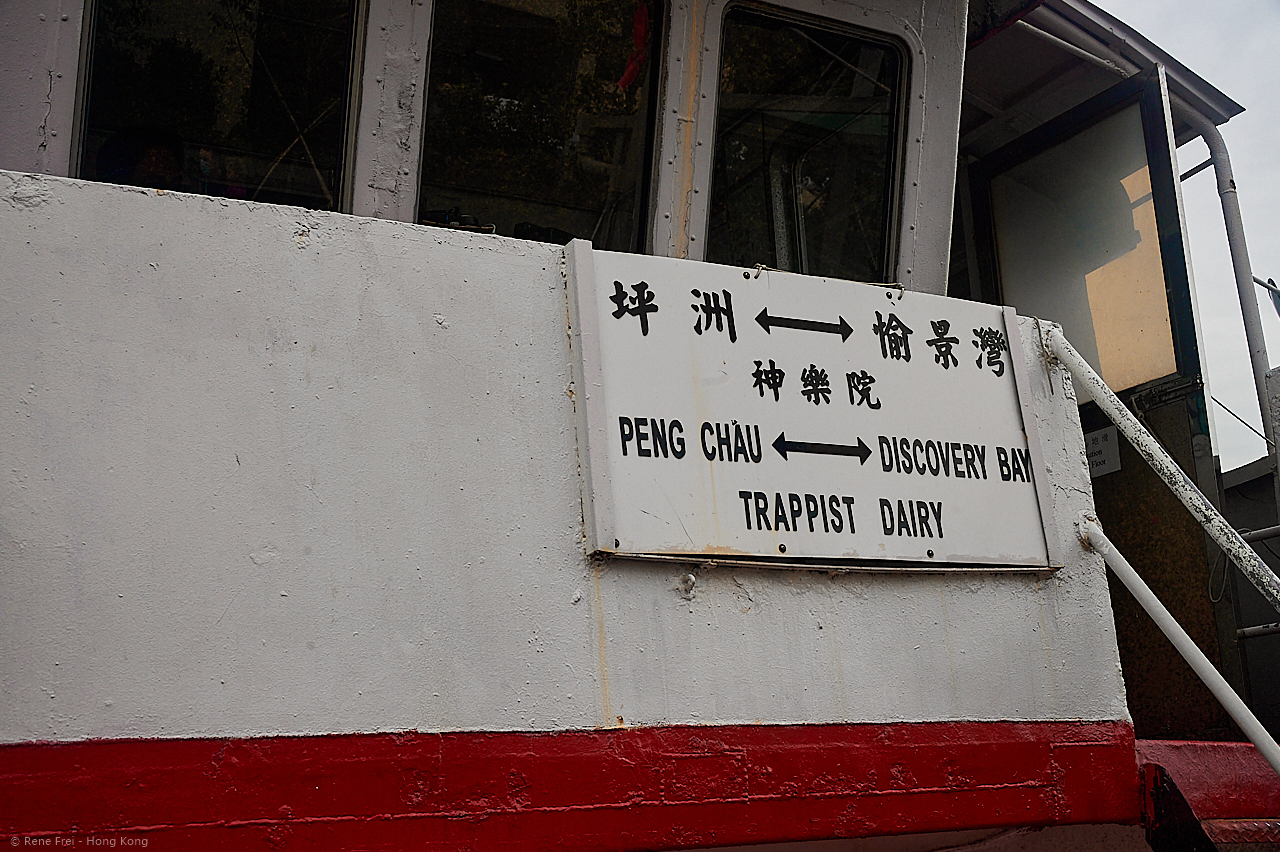 坪洲 ↔ 愉景灣
神樂院
PENG CHAU ↔ DISCOVERY BAY
TRAPPIST DAIRY
© Rene Frei - Hong Kong